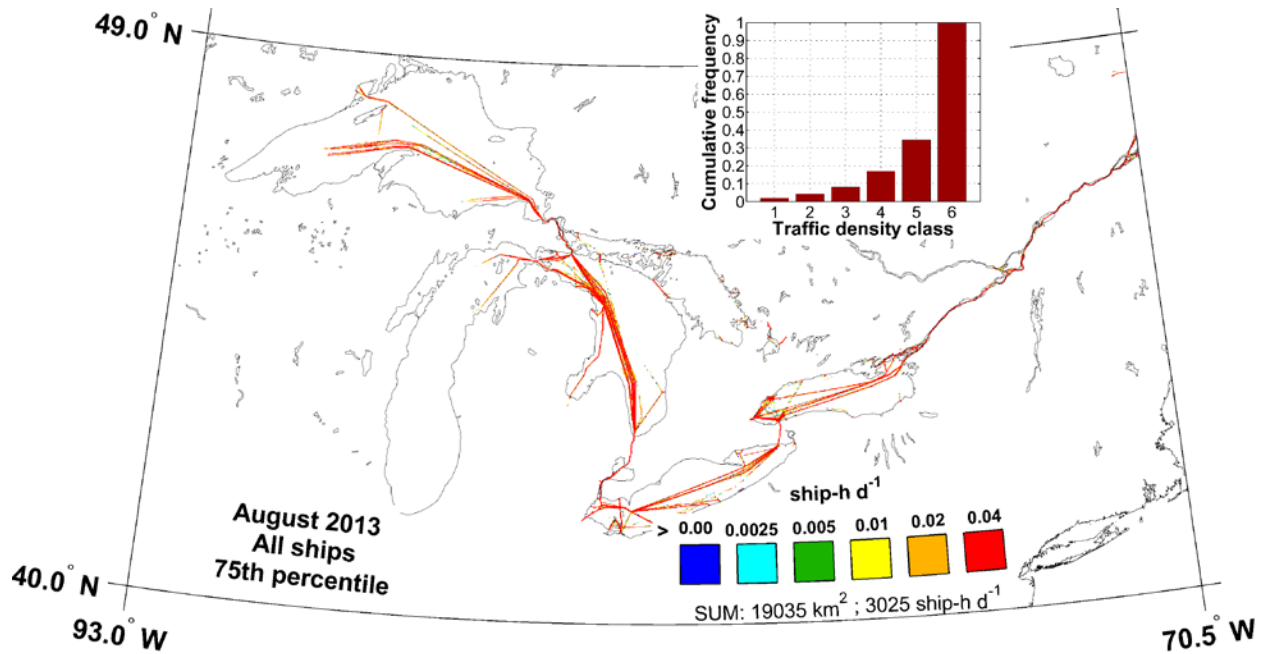 49.0° N
Cumulative frequency
1
0.9
0.8
0.7
0.6
0.5
0.4
0.3
0.2
0.1
0
1 2 3 4 5 6
Traffic density class
August 2013
All ships
75th percentile
ship-h d⁻¹
> 0.00 0.0025 0.005 0.01 0.02 0.04
SUM: 19035 km² ; 3025 ship-h d⁻¹
40.0° N
93.0° W
70.5° W